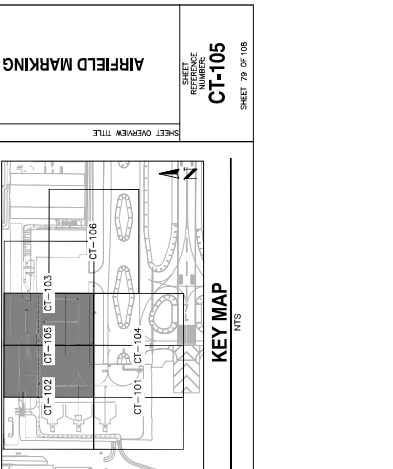 AIRFIELD MARKING
SHEET
REFERENCE
NUMBER:
CT-105
SHEET 79 OF 108
SHEET OVERVIEW TITLE
N
CT-106
CT-103
CT-105
CT-104
CT-102
CT-101
KEY MAP
NTS